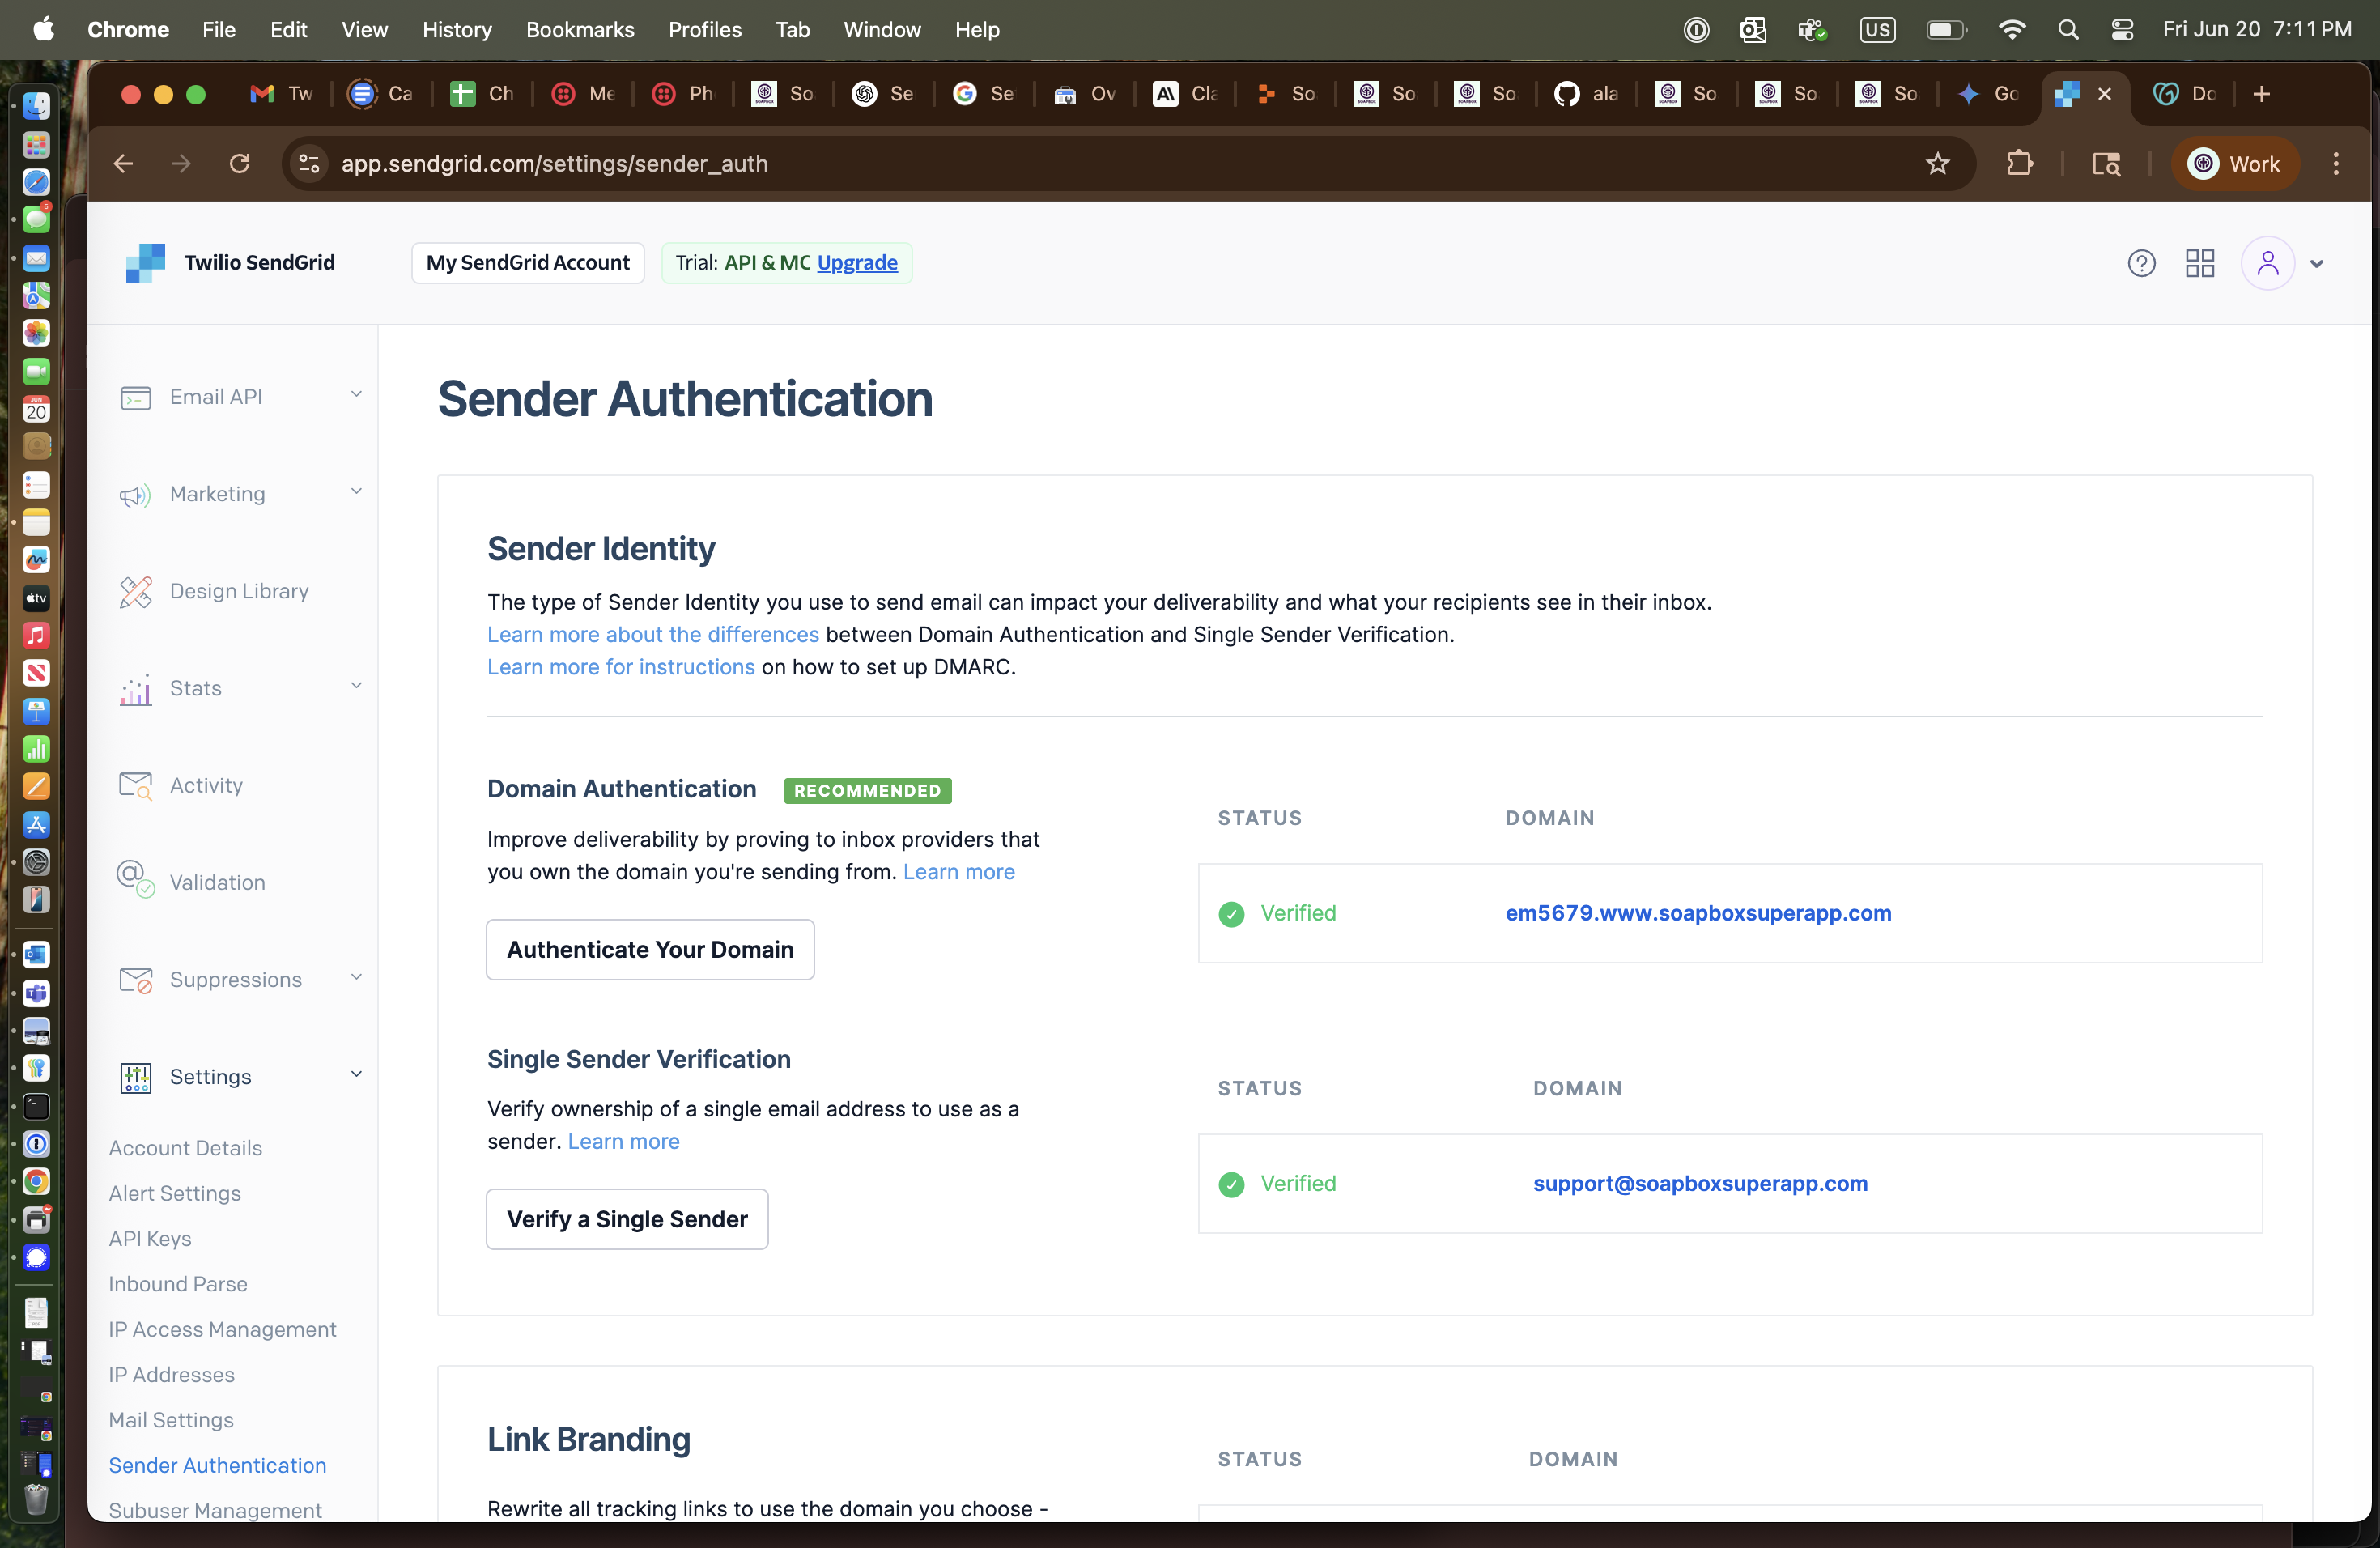 Chrome File Edit View History Bookmarks Profiles Tab Window Help US Fri Jun 20 7:11 PM
Tw Ca Ch Me Ph So Se Se Ov Cla So So So ala So So So Go Do
app.sendgrid.com/settings/sender_auth Work
Twilio SendGrid My SendGrid Account Trial: API & MC Upgrade
Email API
Marketing
Design Library
Stats
Activity
Validation
Suppressions
Settings
Account Details
Alert Settings
API Keys
Inbound Parse
IP Access Management
IP Addresses
Mail Settings
Sender Authentication
Subuser Management
Sender Authentication
Sender Identity
The type of Sender Identity you use to send email can impact your deliverability and what your recipients see in their inbox.
Learn more about the differences between Domain Authentication and Single Sender Verification.
Learn more for instructions on how to set up DMARC.
Domain Authentication RECOMMENDED
Improve deliverability by proving to inbox providers that
you own the domain you're sending from. Learn more
Authenticate Your Domain
STATUS DOMAIN
Verified em5679.www.soapboxsuperapp.com
Single Sender Verification
Verify ownership of a single email address to use as a
sender. Learn more
Verify a Single Sender
STATUS DOMAIN
Verified support@soapboxsuperapp.com
Link Branding
Rewrite all tracking links to use the domain you choose -
STATUS DOMAIN
JUN
20
tv
5